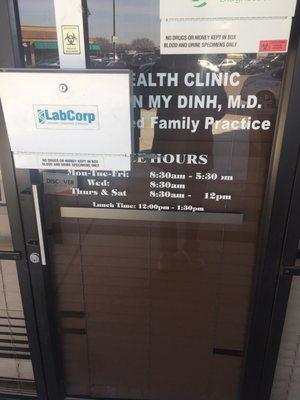 Diagnostics
NO DRUGS OR MONEY KEPT IN BOX
BLOOD AND URINE SPECIMENS ONLY
LabCorp
NO DRUGS OR MONEY KEPT IN BOX
BLOOD AND URINE SPECIMENS ONLY
EALTH CLINIC
N MY DINH, M.D.
ed Family Practice
E HOURS
Mon-Tue-Fri: 8:30am - 5:30 pm
Wed: 8:30am
Thurs & Sat 8:30am - 12pm
Lunch Time: 12:00pm - 1:30pm
DISCOVER